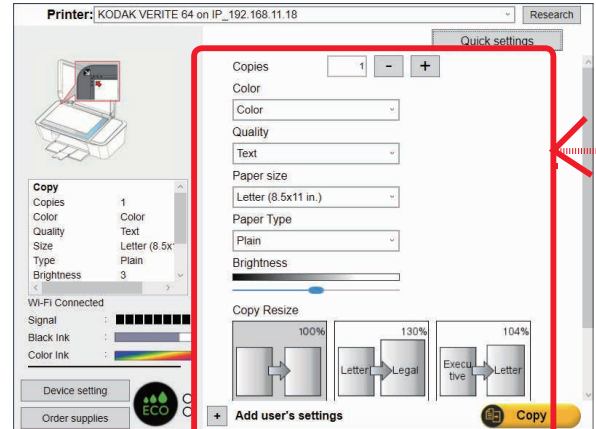 Printer: KODAK VERITE 64 on IP_192.168.11.18 Research
Quick settings
Copies 1 - +
Color
Color
Quality
Text
Paper size
Letter (8.5x11 in.)
Paper Type
Plain
Brightness
Copy Resize
100% 130% 104%
Letter Legal Execu tive Letter
Copy
Copies 1
Color Color
Quality Text
Size Letter (8.5x
Type Plain
Brightness 3
Wi-Fi Connected
Signal :
Black Ink :
Color Ink :
Device setting
Order supplies
ECO
+ Add user's settings
Copy